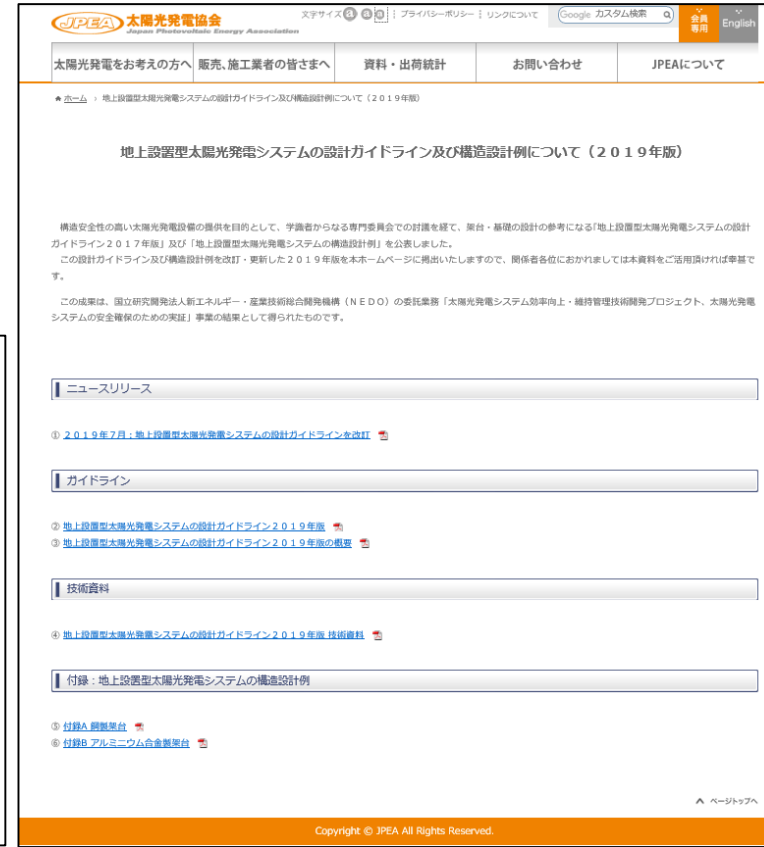 JPEA 太陽光発電協会
Japan Photovoltaic Energy Association
文字サイズ a a a | プライバシーポリシー | リンクについて
Google カスタム検索
会員専用
English
太陽光発電をお考えの方へ 販売、施工業者の皆さまへ 資料・出荷統計 お問い合わせ JPEAについて
ホーム > 地上設置型太陽光発電システムの設計ガイドライン及び構造設計例について(2019年版)
地上設置型太陽光発電システムの設計ガイドライン及び構造設計例について(2019年版)
構造安全性の高い太陽光発電設備の提供を目的として、学識者からなる専門委員会での討議を経て、架台・基礎の設計の参考になる「地上設置型太陽光発電システムの設計
ガイドライン2017年版」及び「地上設置型太陽光発電システムの構造設計例」を公表しました。
この設計ガイドライン及び構造設計例を改訂・更新した2019年版を本ホームページに掲出いたしますので、関係者各位におかれましては本資料をご活用頂ければ幸甚で
す。
この成果は、国立研究開発法人新エネルギー・産業技術総合開発機構(NEDO)の委託業務「太陽光発電システム効率向上・維持管理技術開発プロジェクト、太陽光発電
システムの安全確保のための実証」事業の結果として得られたものです。
ニュースリリース
① 2019年7月:地上設置型太陽光発電システムの設計ガイドラインを改訂
ガイドライン
② 地上設置型太陽光発電システムの設計ガイドライン2019年版
③ 地上設置型太陽光発電システムの設計ガイドライン2019年版の概要
技術資料
④ 地上設置型太陽光発電システムの設計ガイドライン2019年版 技術資料
付録:地上設置型太陽光発電システムの構造設計例
⑤ 付録A 鋼製架台
⑥ 付録B アルミニウム合金製架台
ページトップへ
Copyright © JPEA All Rights Reserved.